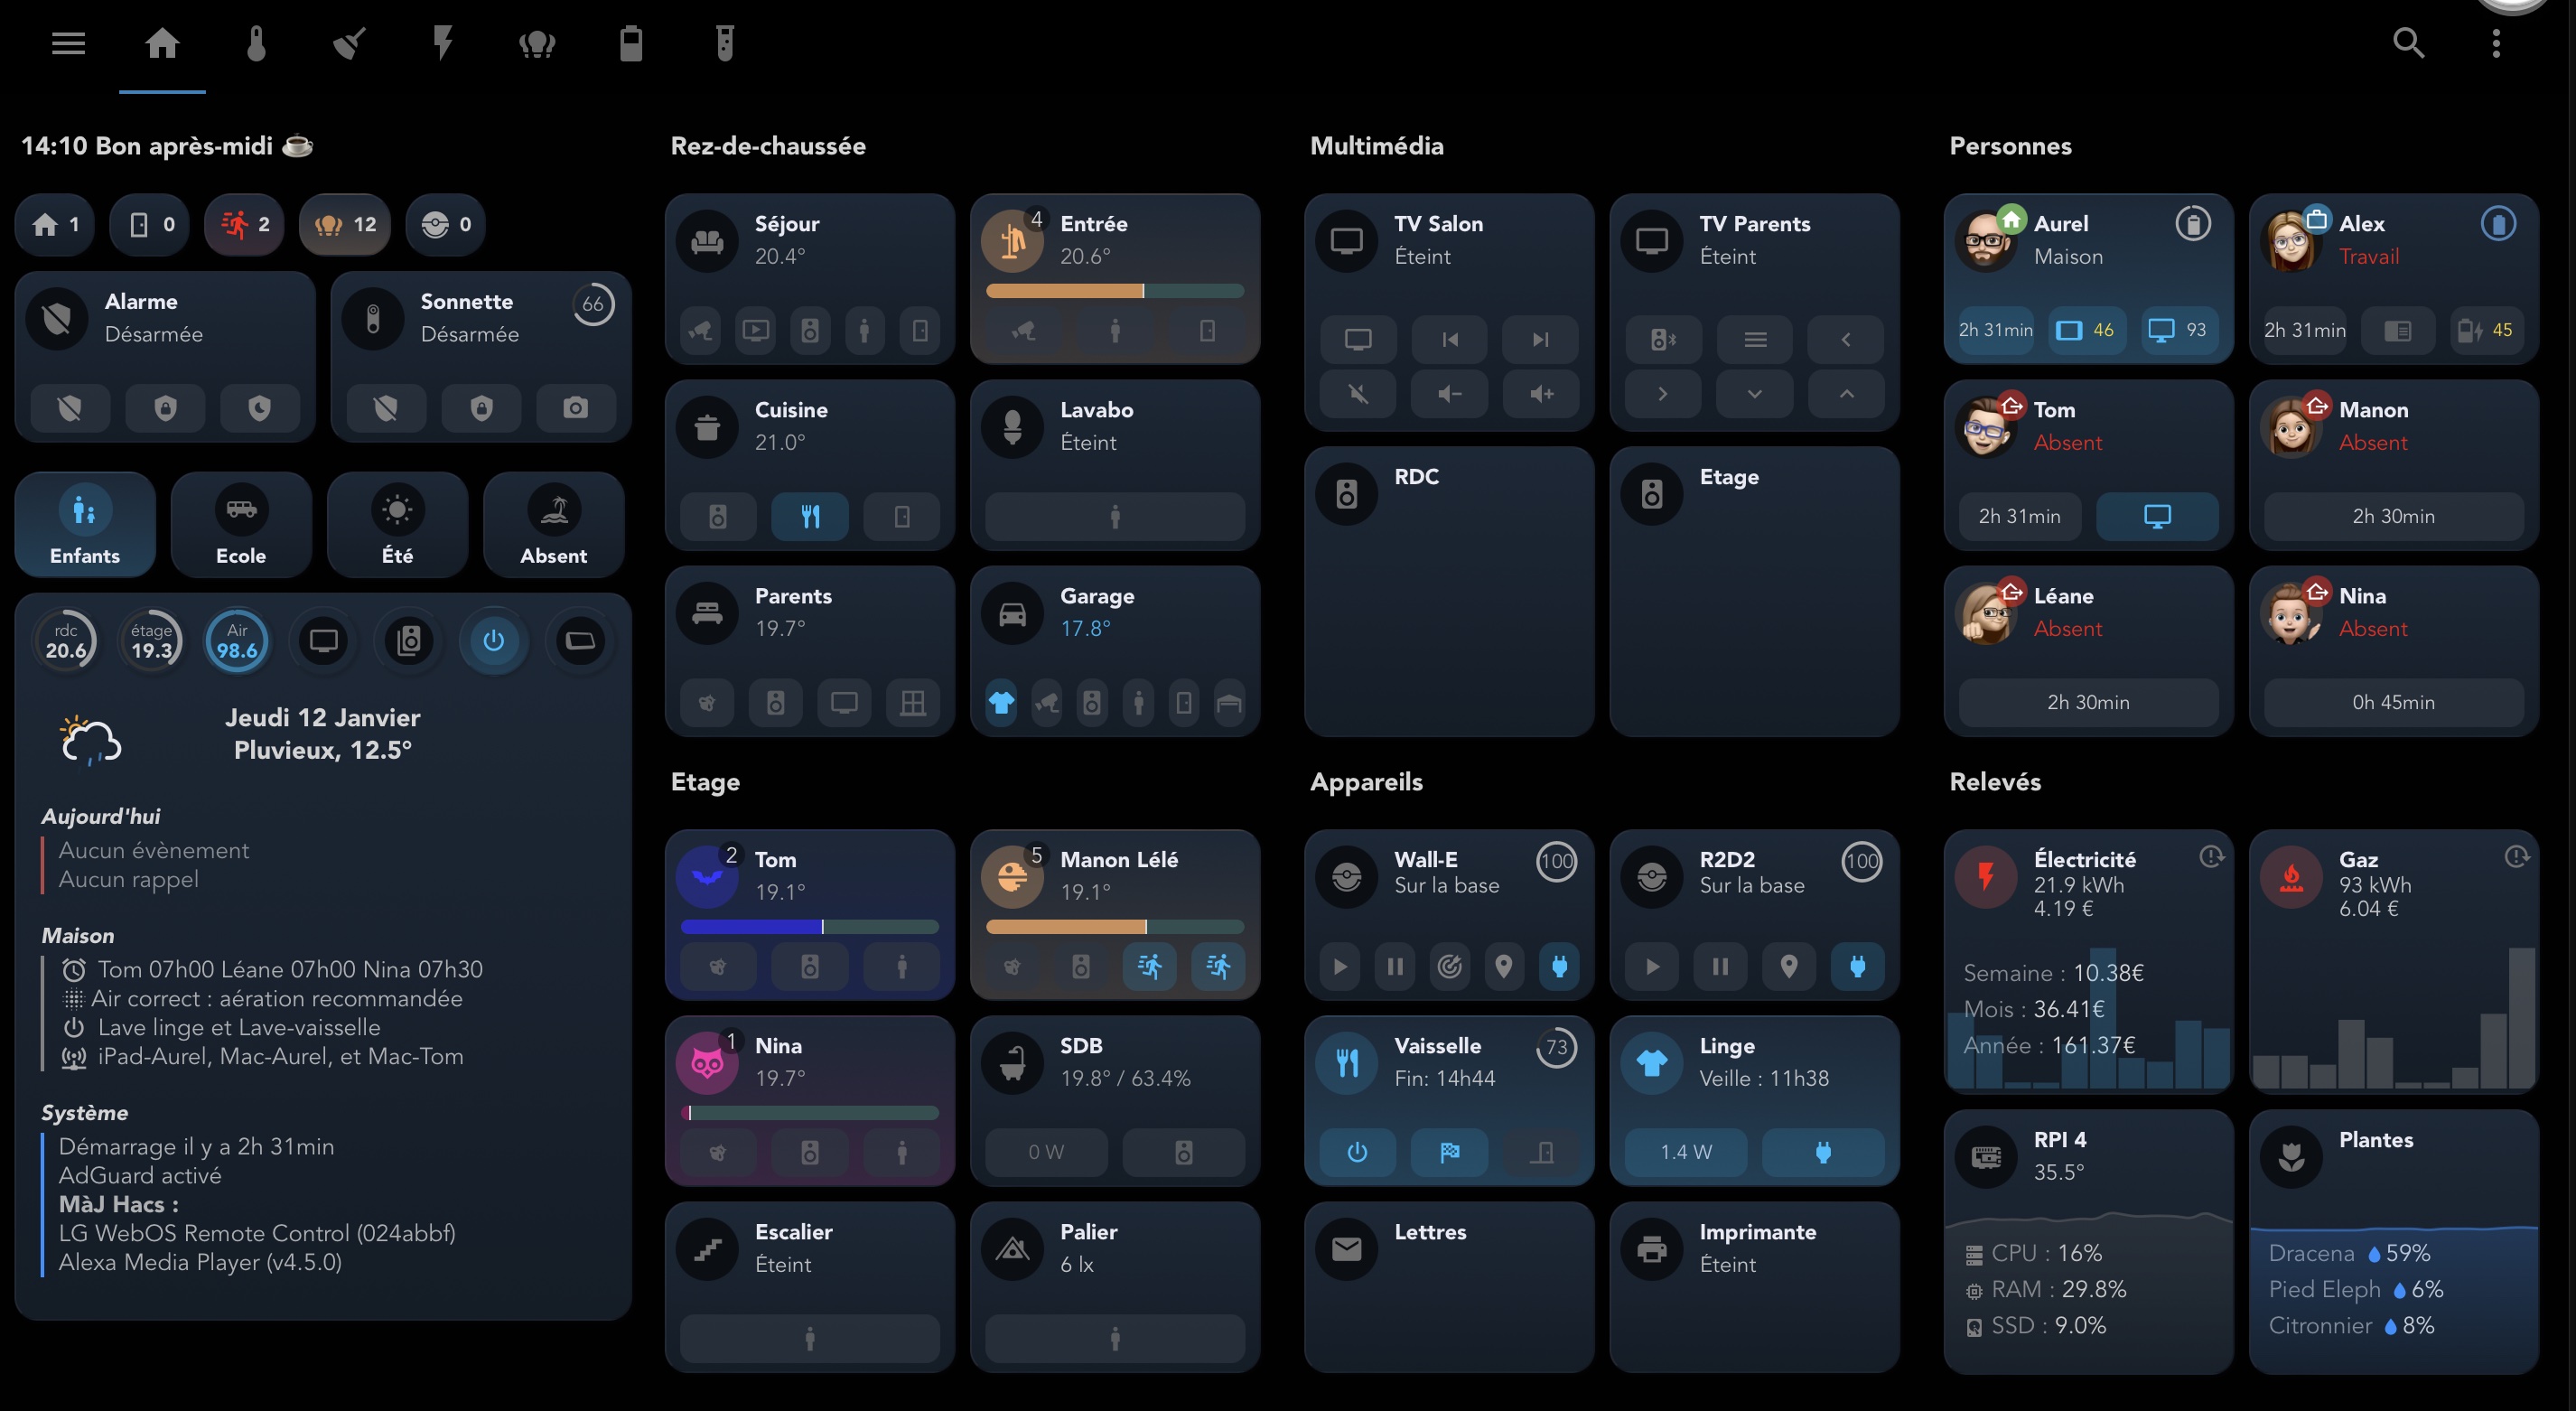 14:10 Bon après-midi ☕
1
0
2
12
0
Alarme
Désarmée
Sonnette
Désarmée
66
Enfants
Ecole
Été
Absent
rdc
20.6
étage
19.3
Air
98.6
Jeudi 12 Janvier
Pluvieux, 12.5°
Aujourd'hui
Aucun évènement
Aucun rappel
Maison
Tom 07h00 Léane 07h00 Nina 07h30
Air correct : aération recommandée
Lave linge et Lave-vaisselle
iPad-Aurel, Mac-Aurel, et Mac-Tom
Système
Démarrage il y a 2h 31min
AdGuard activé
MàJ Hacs :
LG WebOS Remote Control (024abbf)
Alexa Media Player (v4.5.0)
Rez-de-chaussée
Séjour
20.4°
4
Entrée
20.6°
Cuisine
21.0°
Lavabo
Éteint
Parents
19.7°
Garage
17.8°
Etage
2
Tom
19.1°
5
Manon Lélé
19.1°
1
Nina
19.7°
SDB
19.8° / 63.4%
0 W
Escalier
Éteint
Palier
6 lx
Multimédia
TV Salon
Éteint
TV Parents
Éteint
RDC
Etage
Appareils
Wall-E
Sur la base
100
R2D2
Sur la base
100
Vaisselle
Fin: 14h44
73
Linge
Veille : 11h38
1.4 W
Lettres
Imprimante
Éteint
Personnes
Aurel
Maison
2h 31min
46
93
Alex
Travail
2h 31min
45
Tom
Absent
2h 31min
Manon
Absent
2h 30min
Léane
Absent
2h 30min
Nina
Absent
0h 45min
Relevés
Électricité
21.9 kWh
4.19 €
Semaine : 10.38€
Mois : 36.41€
Année : 161.37€
Gaz
93 kWh
6.04 €
RPI 4
35.5°
CPU : 16%
RAM : 29.8%
SSD : 9.0%
Plantes
Dracena 59%
Pied Eleph 6%
Citronnier 8%